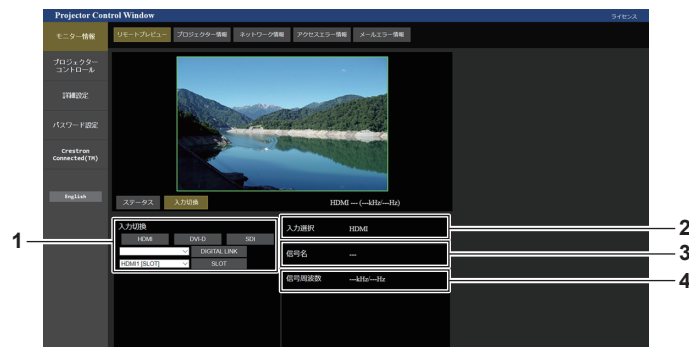 Projector Control Window
ライセンス
モニター情報
リモートプレビュー プロジェクター情報 ネットワーク情報 アクセスエラー情報 メールエラー情報
プロジェクター
コントロール
詳細設定
パスワード設定
Crestron
Connected(TM)
English
ステータス 入力切換 HDMI --- (---kHz/---Hz)
1
入力切換
HDMI DVI-D SDI
DIGITAL LINK
HDMI1 [SLOT] SLOT
入力選択 HDMI
2
信号名 ---
3
信号周波数 ---kHz/---Hz
4